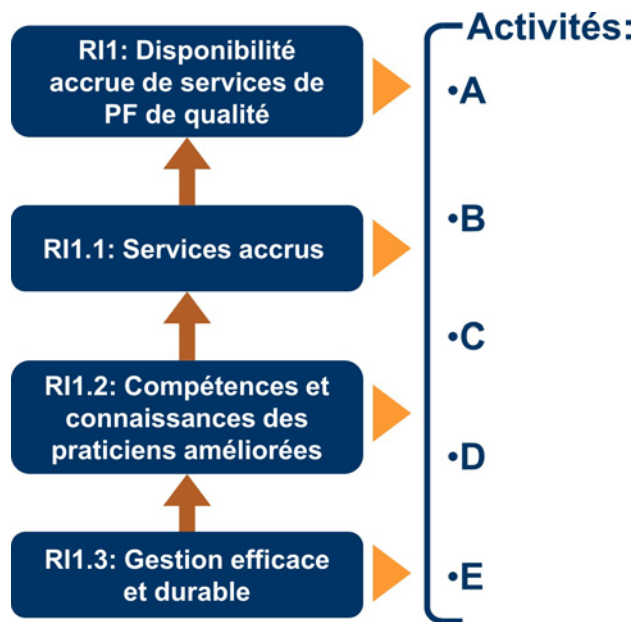 RI1: Disponibilité
accrue de services de
PF de qualité
RI1.1: Services accrus
RI1.2: Compétences et
connaissances des
praticiens améliorées
RI1.3: Gestion efficace
et durable
Activités:
•A
•B
•C
•D
•E